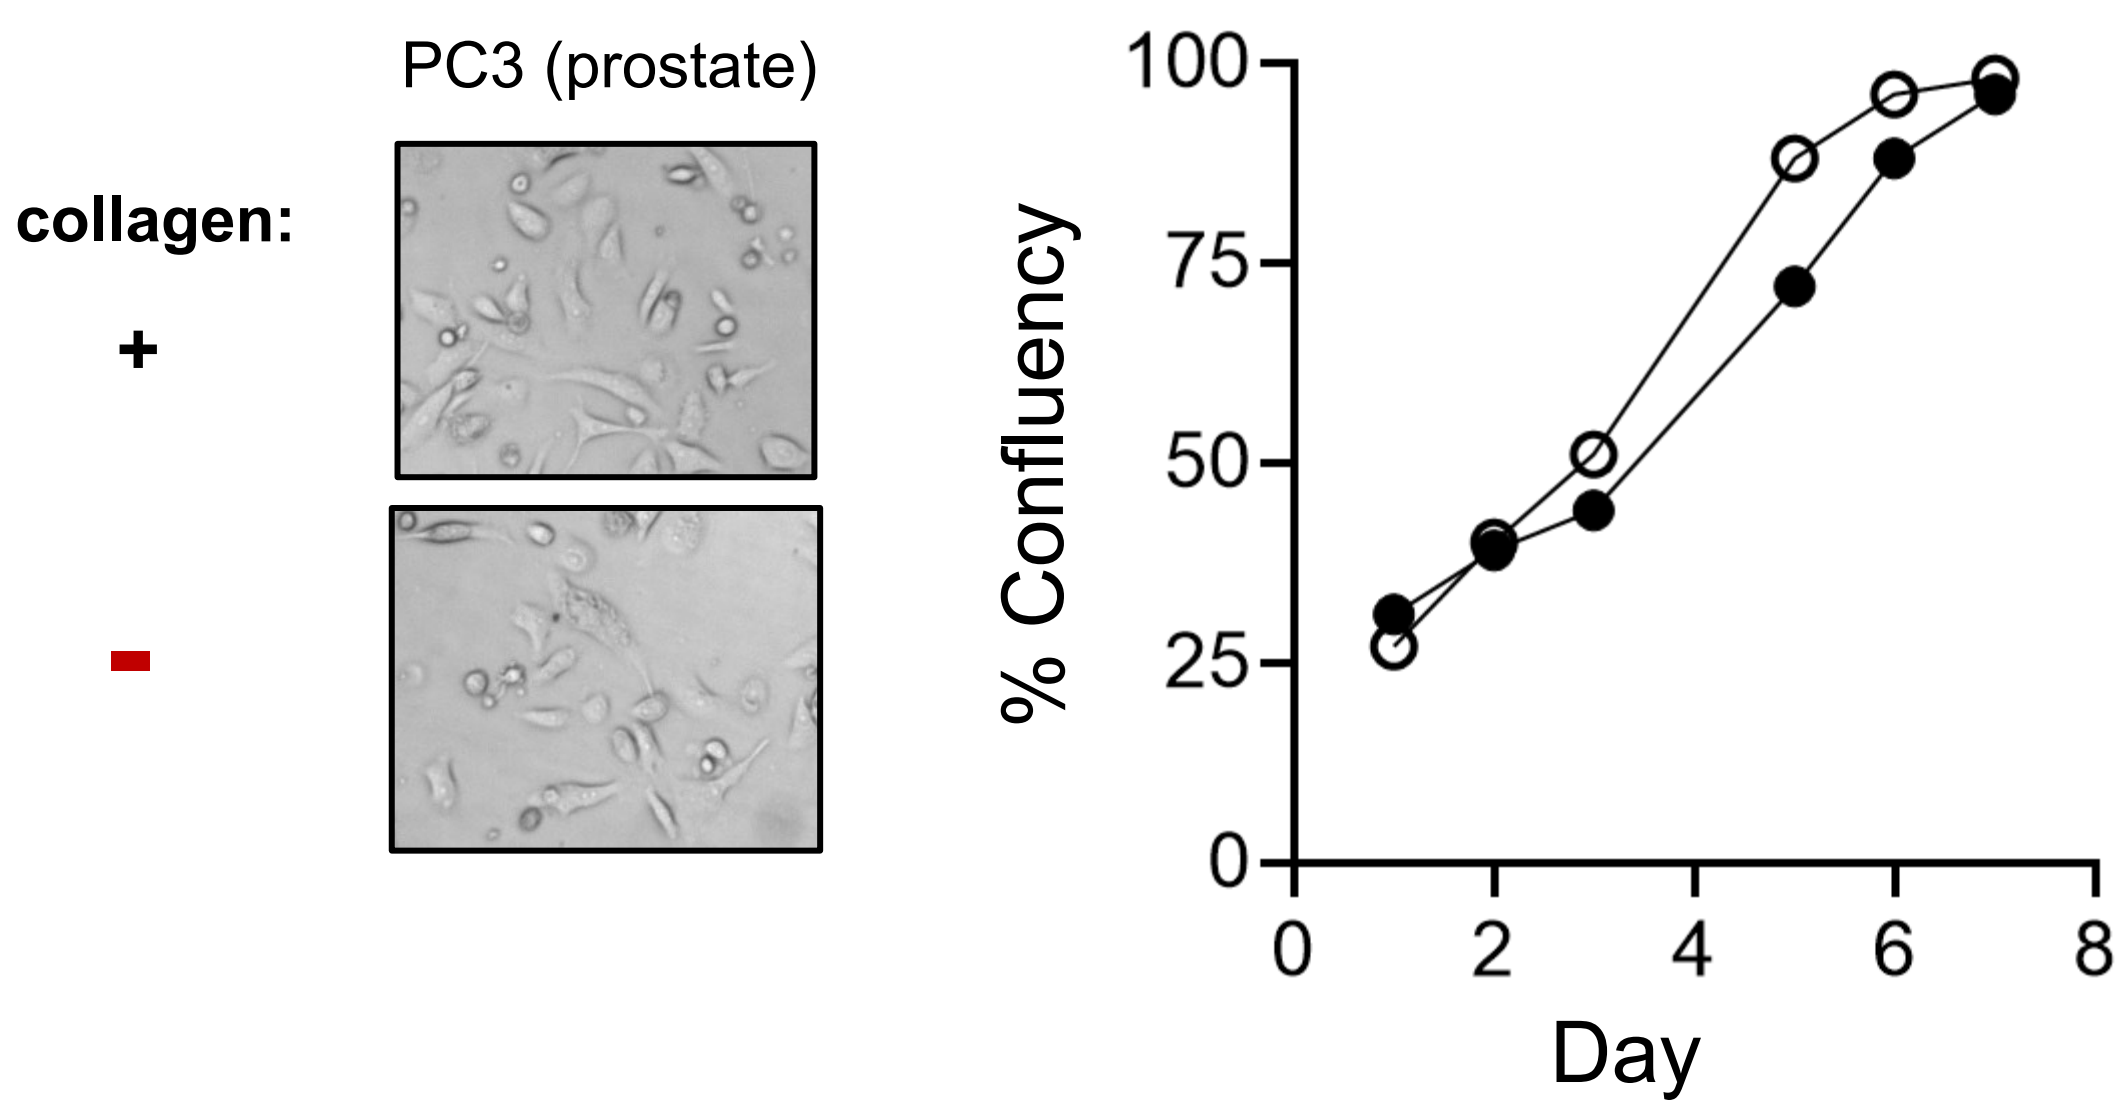 PC3 (prostate)
collagen:
+
-
% Confluency
100
75
50
25
0
0 2 4 6 8
Day